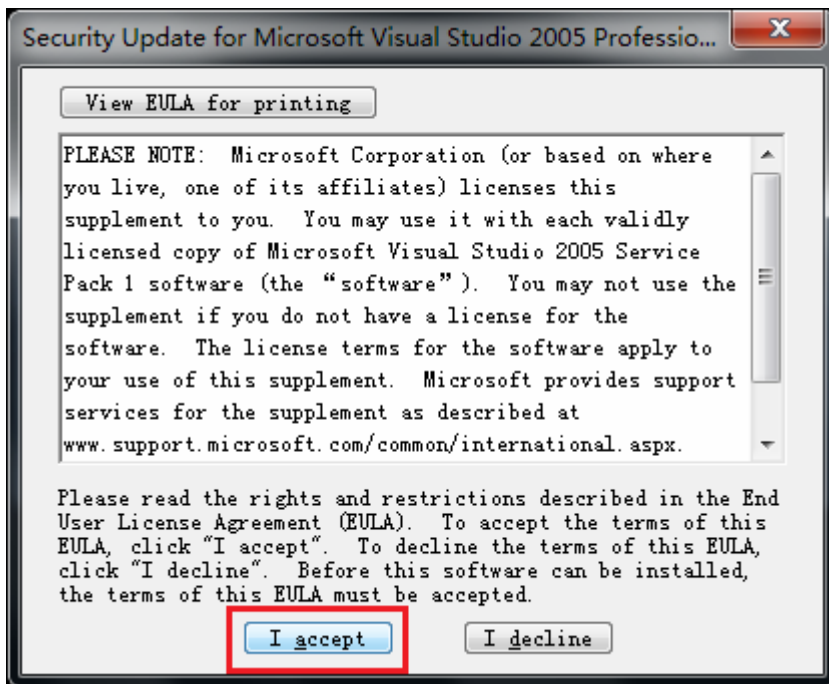 Security Update for Microsoft Visual Studio 2005 Professio...
X
View EULA for printing
PLEASE NOTE: Microsoft Corporation (or based on where
you live, one of its affiliates) licenses this
supplement to you. You may use it with each validly
licensed copy of Microsoft Visual Studio 2005 Service
Pack 1 software (the “software”). You may not use the
supplement if you do not have a license for the
software. The license terms for the software apply to
your use of this supplement. Microsoft provides support
services for the supplement as described at
www.support.microsoft.com/common/international.aspx.
Please read the rights and restrictions described in the End
User License Agreement (EULA). To accept the terms of this
EULA, click "I accept". To decline the terms of this EULA,
click "I decline". Before this software can be installed,
the terms of this EULA must be accepted.
I accept
I decline